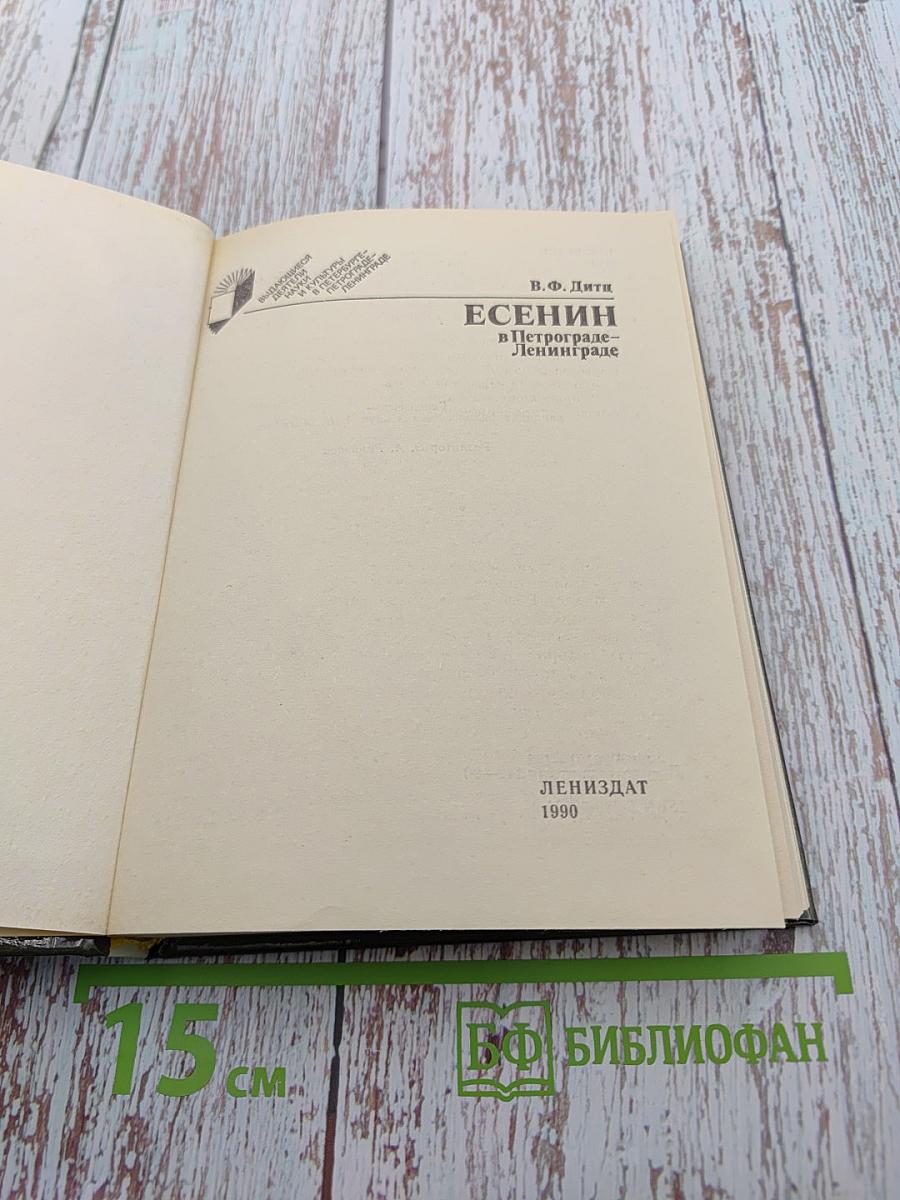 ВЫДАЮЩИЕСЯ
ДЕЯТЕЛИ
НАУКИ
И КУЛЬТУРЫ
В ПЕТЕРБУРГЕ–
ПЕТРОГРАДЕ–
ЛЕНИНГРАДЕ
В. Ф. Дитц
ЕСЕНИН
в Петрограде–
Ленинграде
ЛЕНИЗДАТ
1990
15 см
БФ БИБЛИОФАН